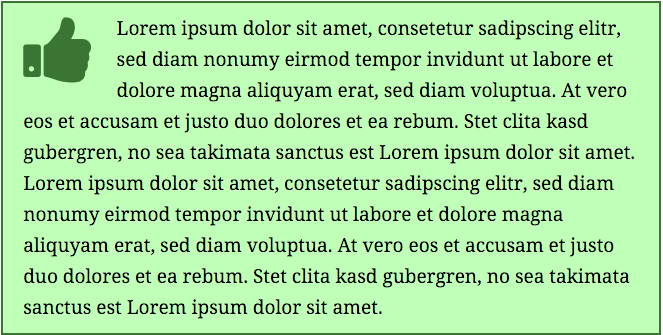 Lorem ipsum dolor sit amet, consetetur sadipscing elitr,
sed diam nonumy eirmod tempor invidunt ut labore et
dolore magna aliquyam erat, sed diam voluptua. At vero
eos et accusam et justo duo dolores et ea rebum. Stet clita kasd
gubergren, no sea takimata sanctus est Lorem ipsum dolor sit amet.
Lorem ipsum dolor sit amet, consetetur sadipscing elitr, sed diam
nonumy eirmod tempor invidunt ut labore et dolore magna
aliquyam erat, sed diam voluptua. At vero eos et accusam et justo
duo dolores et ea rebum. Stet clita kasd gubergren, no sea takimata
sanctus est Lorem ipsum dolor sit amet.